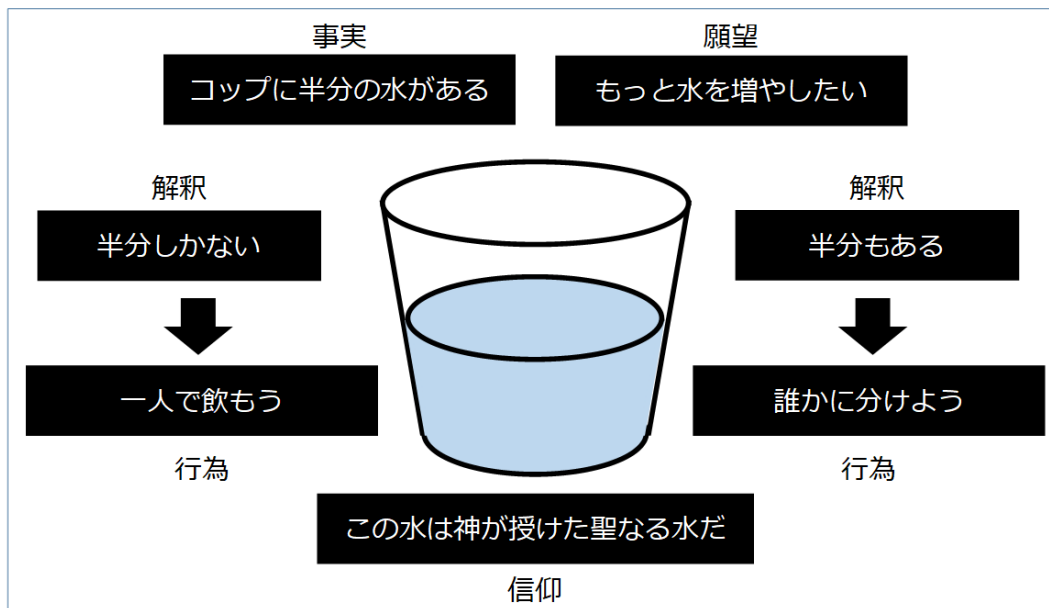 事実
コップに半分の水がある
願望
もっと水を増やしたい
解釈
半分しかない
一人で飲もう
行為
解釈
半分もある
誰かに分けよう
行為
この水は神が授けた聖なる水だ
信仰